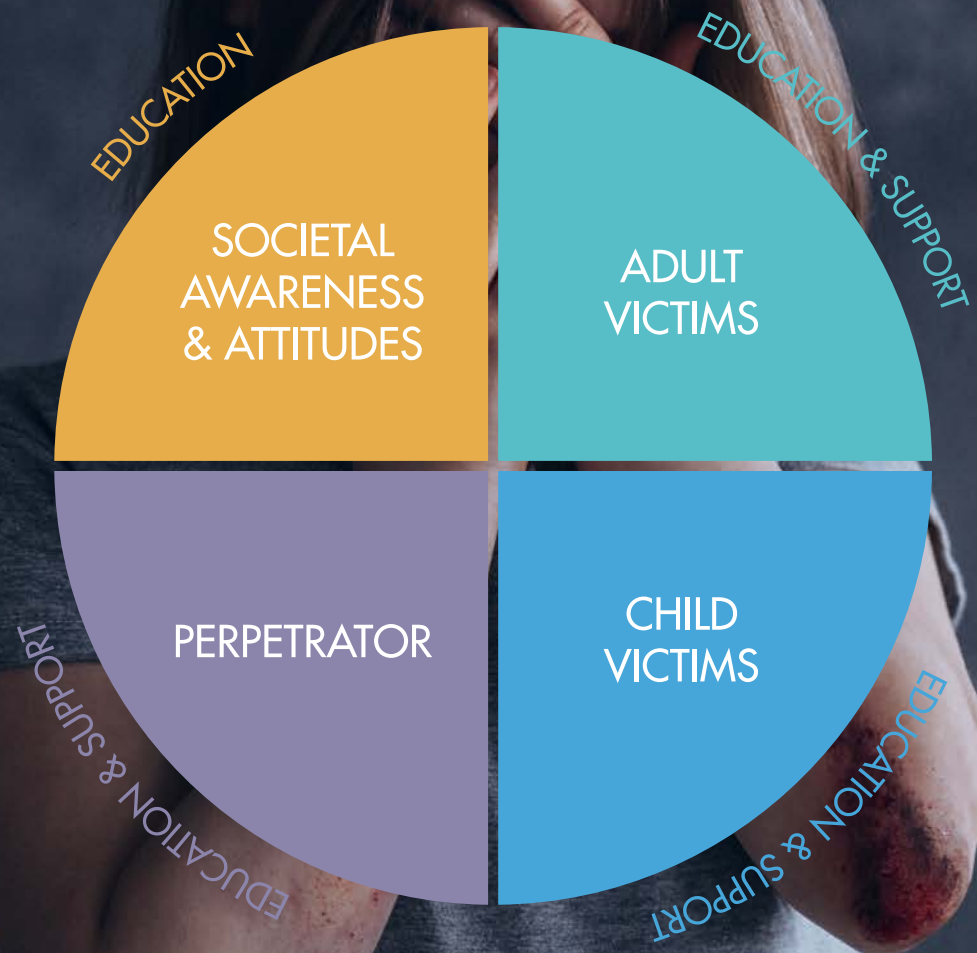 EDUCATION
SOCIETAL
AWARENESS
& ATTITUDES
EDUCATION & SUPPORT
ADULT
VICTIMS
PERPETRATOR
EDUCATION & SUPPORT
CHILD
VICTIMS
EDUCATION & SUPPORT